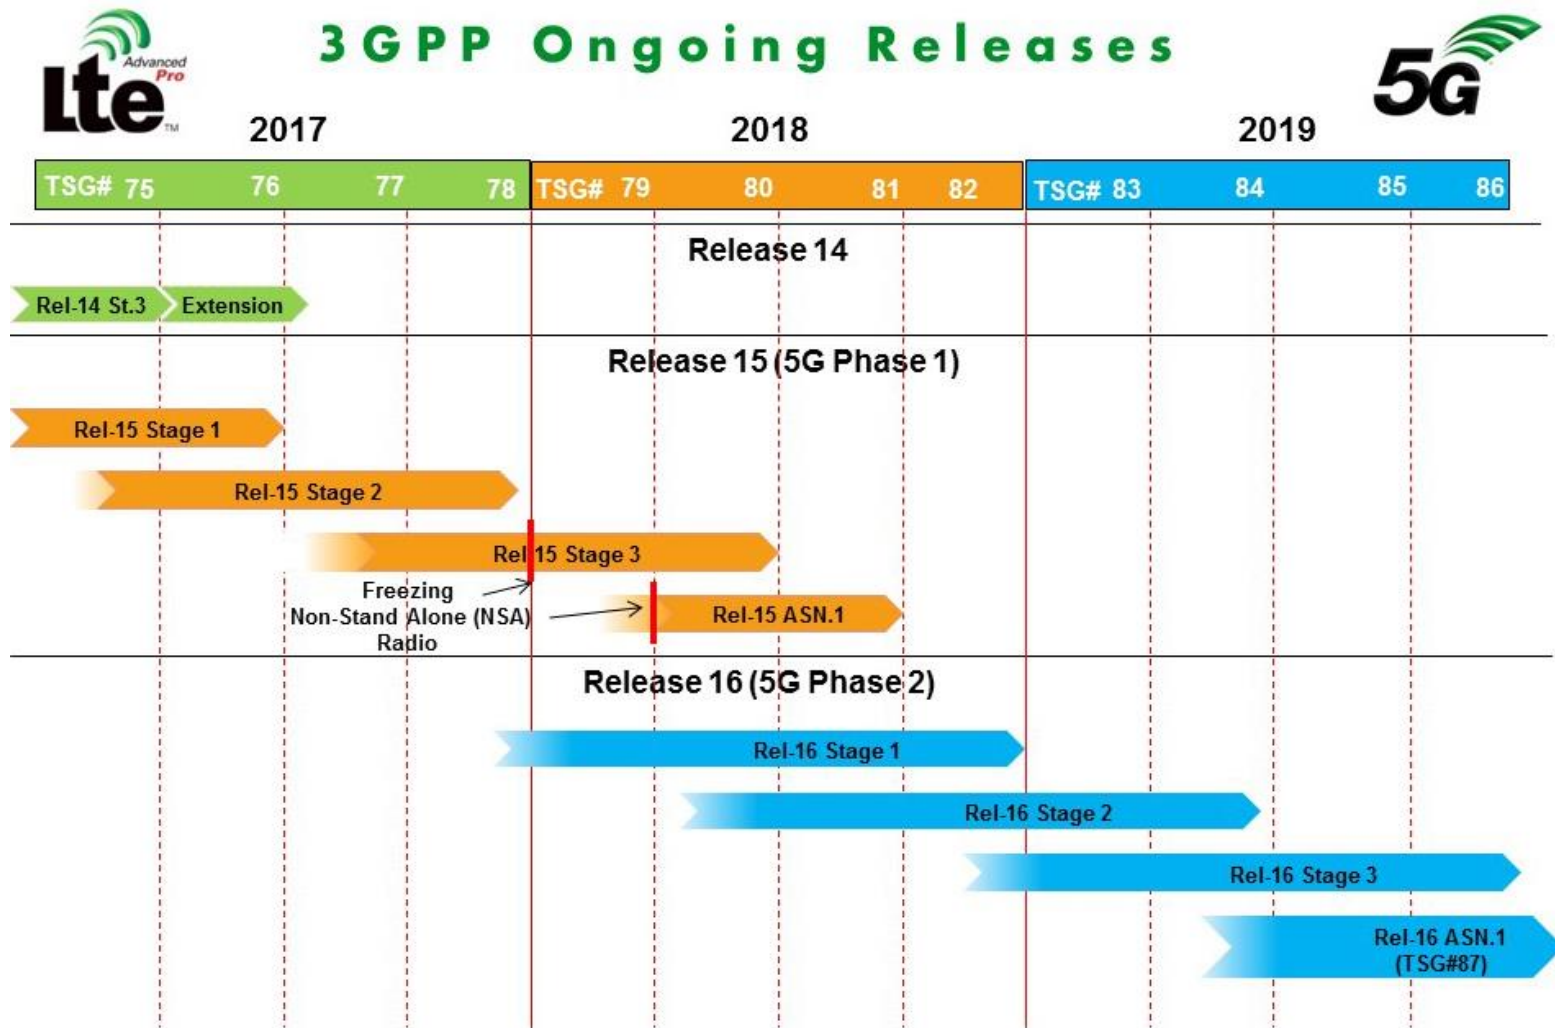 3GPP Ongoing Releases
Advanced
Pro
Lte
TM
5G
2017
2018
2019
TSG# 75 76 77 78 TSG# 79 80 81 82 TSG# 83 84 85 86
Release 14
Rel-14 St.3
Extension
Release 15 (5G Phase 1)
Rel-15 Stage 1
Rel-15 Stage 2
Rel-15 Stage 3
Freezing
Non-Stand Alone (NSA)
Radio
Rel-15 ASN.1
Release 16 (5G Phase 2)
Rel-16 Stage 1
Rel-16 Stage 2
Rel-16 Stage 3
Rel-16 ASN.1
(TSG#87)